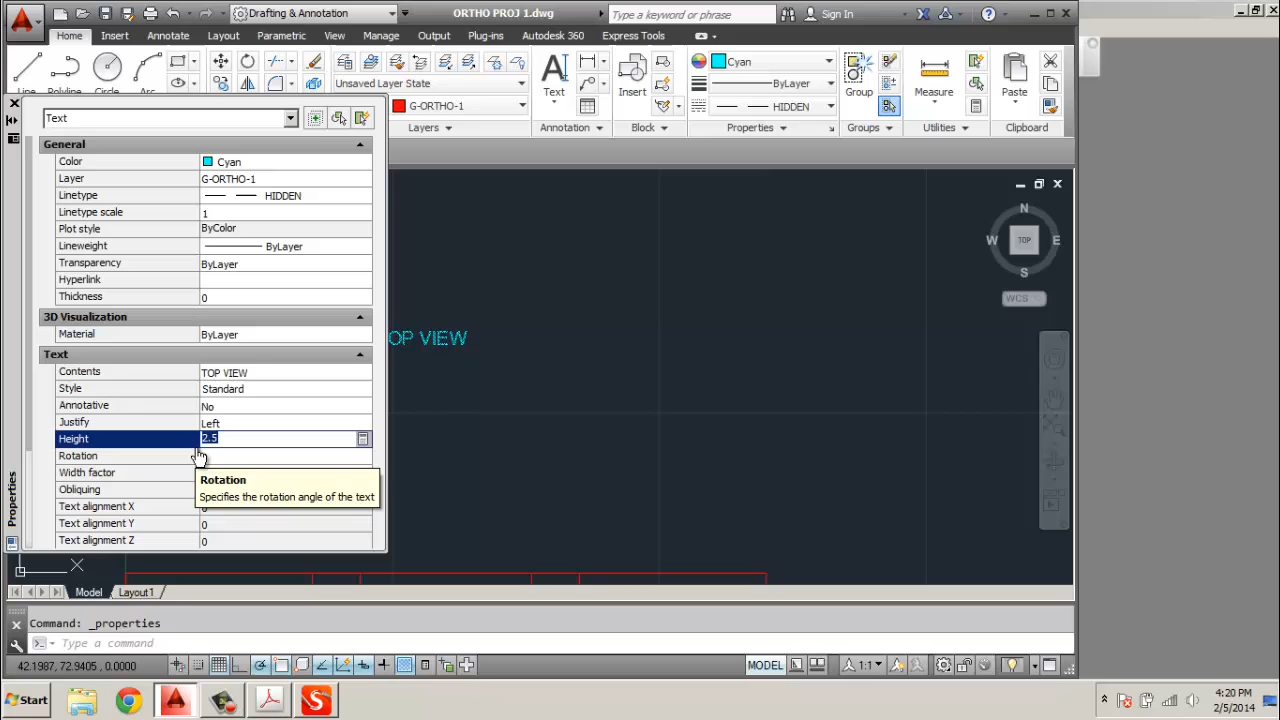 Drafting & Annotation
ORTHO PROJ 1.dwg
Type a keyword or phrase
Sign In
Home Insert Annotate Layout Parametric View Manage Output Plug-ins Autodesk 360 Express Tools
Unsaved Layer State
Cyan
Line Polyline Circle Arc
Text
Insert
ByLayer
Group
Measure
Paste
G-ORTHO-1
HIDDEN
Layers
Annotation
Block
Properties
Groups
Utilities
Clipboard
Text
General
Color Cyan
Layer G-ORTHO-1
Linetype HIDDEN
Linetype scale 1
Plot style ByColor
Lineweight ByLayer
Transparency ByLayer
Hyperlink
Thickness 0
3D Visualization
Material ByLayer
Text
Contents TOP VIEW
Style Standard
Annotative No
Justify Left
Height 2.5
Rotation
Width factor
Obliquing
Text alignment X
Text alignment Y 0
Text alignment Z 0
Rotation
Specifies the rotation angle of the text
Properties
OP VIEW
N
W TOP E
S
WCS
X
Model Layout1
Command: _properties
Type a command
42.1987, 72.9405, 0.0000
MODEL
1:1
Start
4:20 PM
2/5/2014